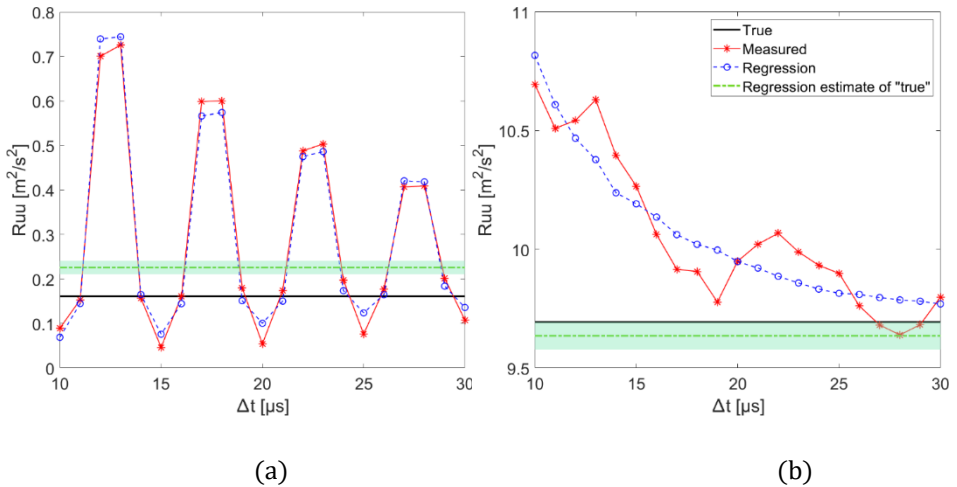 0.8
0.7
0.6
0.5
0.4
0.3
0.2
0.1
0
Ruu [m²/s²]
10 15 20 25 30
Δt [µs]
(a)
11
10.5
10
9.5
Ruu [m²/s²]
10 15 20 25 30
Δt [µs]
True
Measured
Regression
Regression estimate of "true"
(b)